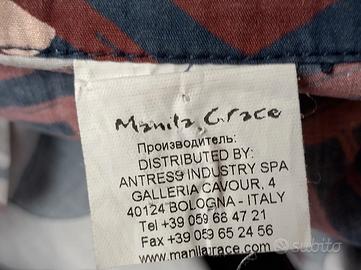 Manila Grace
Производитель:
DISTRIBUTED BY:
ANTRESS INDUSTRY SPA
GALLERIA CAVOUR, 4
40124 BOLOGNA - ITALY
Tel +39 059 68 47 21
Fax +39 059 65 24 56
www.manilagrace.com
subito